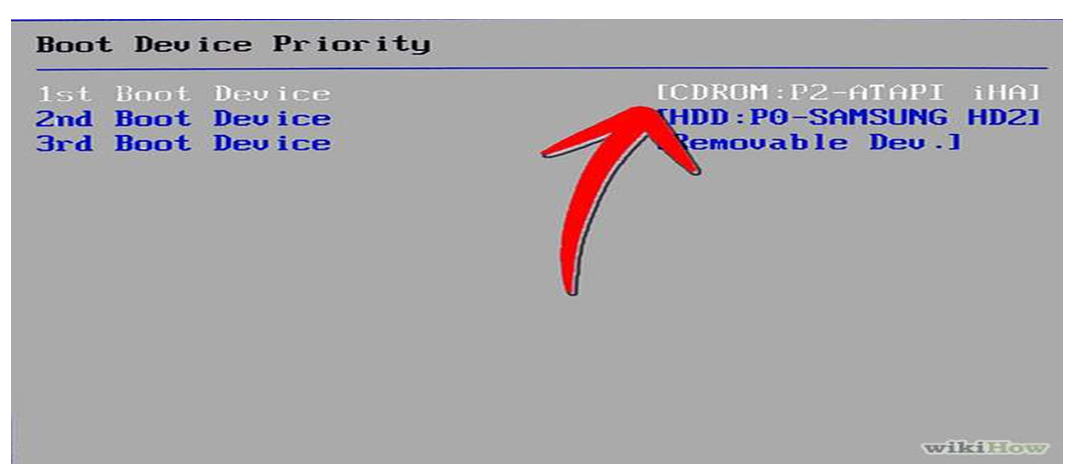 Boot Device Priority
1st Boot Device [CDROM:P2-ATAPI iHA]
2nd Boot Device [HDD:P0-SAMSUNG HD2]
3rd Boot Device [Removable Dev.]
wikiHow